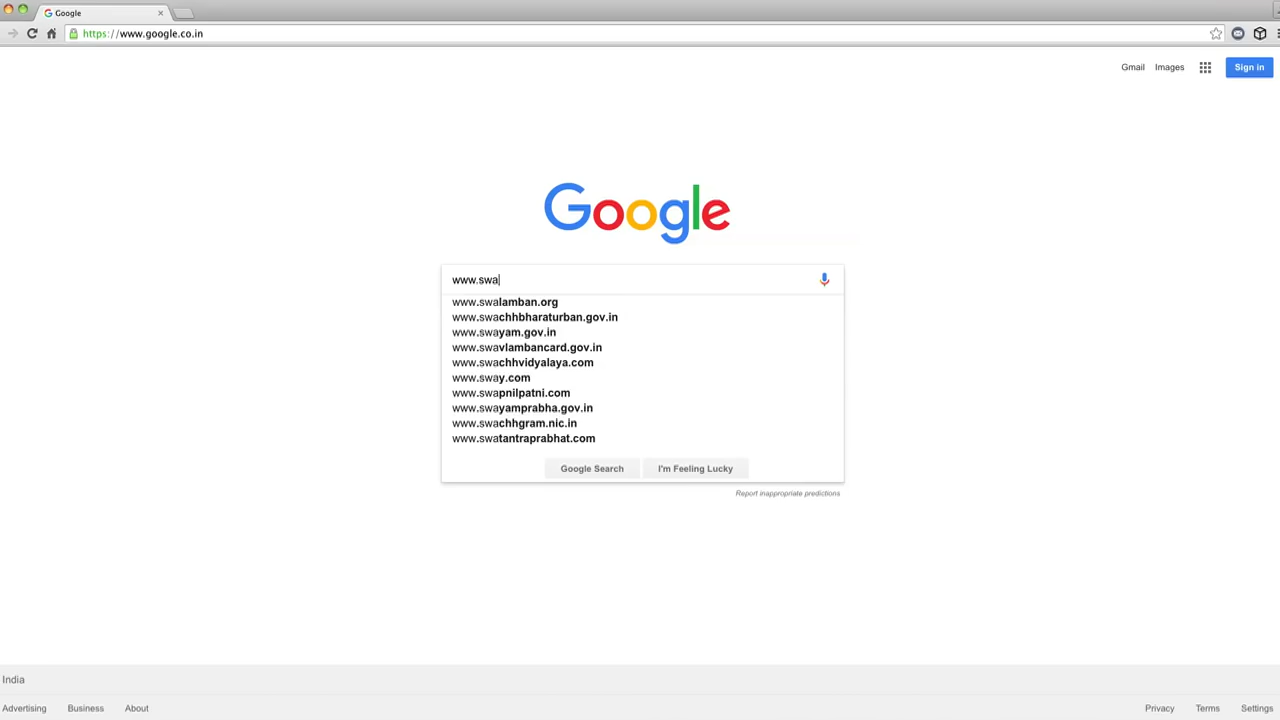 Google
https://www.google.co.in
Gmail Images Sign in
Google
www.swa
www.swalamban.org
www.swachhbharaturban.gov.in
www.swayam.gov.in
www.swavlambancard.gov.in
www.swachhvidyalaya.com
www.sway.com
www.swapnilpatni.com
www.swayamprabha.gov.in
www.swachhgram.nic.in
www.swatantraprabhat.com
Google Search I'm Feeling Lucky
Report inappropriate predictions
India
Advertising Business About Privacy Terms Settings